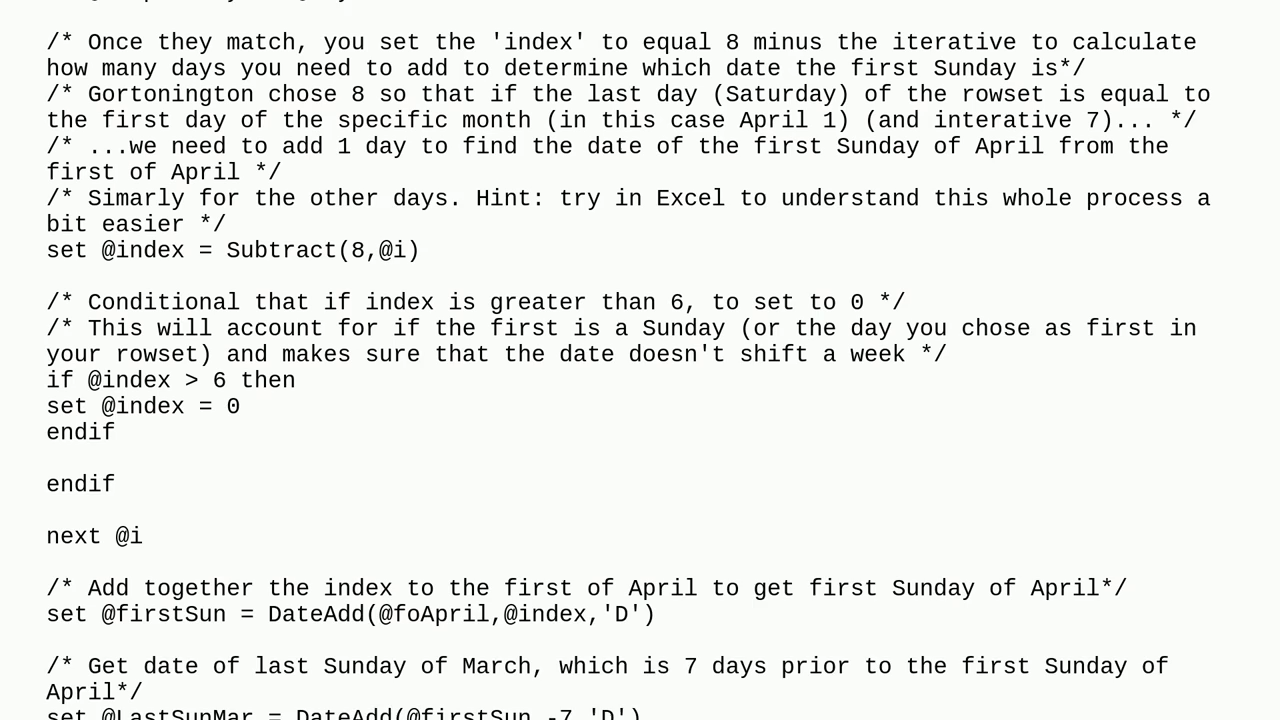 /* Once they match, you set the 'index' to equal 8 minus the iterative to calculate
how many days you need to add to determine which date the first Sunday is*/
/* Gortonington chose 8 so that if the last day (Saturday) of the rowset is equal to
the first day of the specific month (in this case April 1) (and interative 7)... */
/* ...we need to add 1 day to find the date of the first Sunday of April from the
first of April */
/* Simarly for the other days. Hint: try in Excel to understand this whole process a
bit easier */
set @index = Subtract(8,@i)
/* Conditional that if index is greater than 6, to set to 0 */
/* This will account for if the first is a Sunday (or the day you chose as first in
your rowset) and makes sure that the date doesn't shift a week */
if @index > 6 then
set @index = 0
endif
endif
next @i
/* Add together the index to the first of April to get first Sunday of April*/
set @firstSun = DateAdd(@foApril,@index,'D')
/* Get date of last Sunday of March, which is 7 days prior to the first Sunday of
April*/
set @LastSunMar = DateAdd(@firstSun,-7,'D')